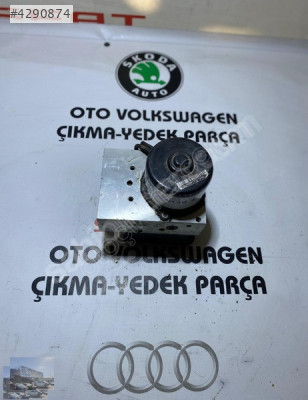 #4290874
ŠKODA
AUTO
OTO VOLKSWAGEN
ÇIKMA-YEDEK PARÇA
OTO VOLKSWAGEN
ÇIKMA-YEDEK PARÇA